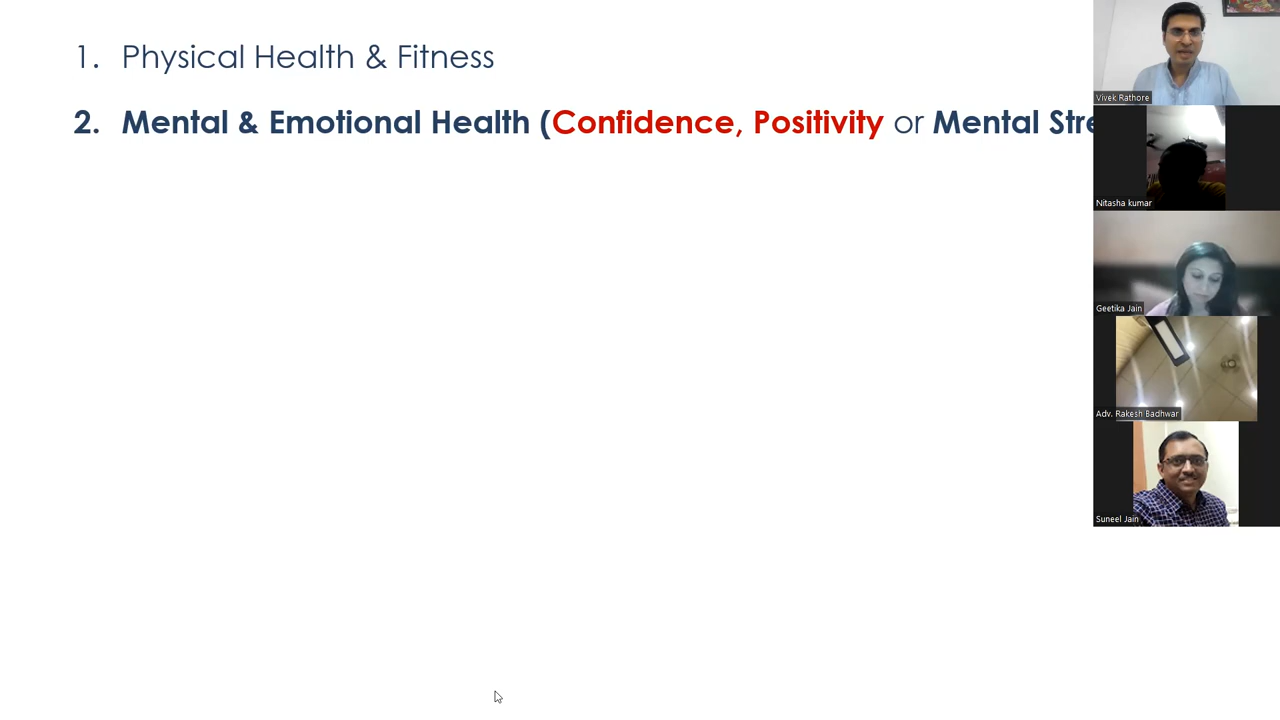 1. Physical Health & Fitness
2. Mental & Emotional Health (Confidence, Positivity or Mental Stre
Vivek Rathore
Nitasha kumar
Geetika Jain
Adv. Rakesh Badhwar
Suneel Jain